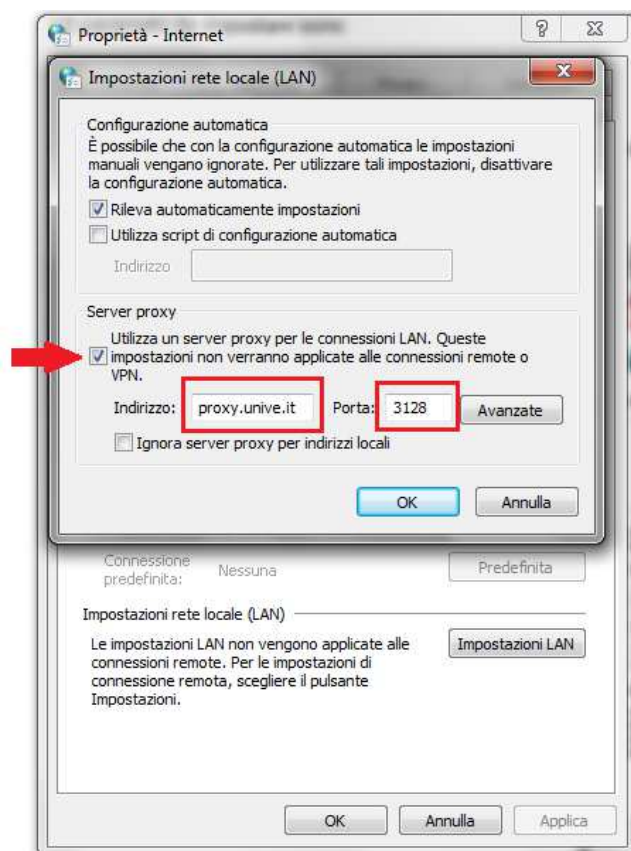 Proprietà - Internet
Impostazioni rete locale (LAN)
Configurazione automatica
È possibile che con la configurazione automatica le impostazioni
manuali vengano ignorate. Per utilizzare tali impostazioni, disattivare
la configurazione automatica.
Rileva automaticamente impostazioni
Utilizza script di configurazione automatica
Indirizzo
Server proxy
Utilizza un server proxy per le connessioni LAN. Queste
impostazioni non verranno applicate alle connessioni remote o
VPN.
Indirizzo: proxy.unive.it Porta: 3128 Avanzate
Ignora server proxy per indirizzi locali
OK Annulla
Connessione
predefinita: Nessuna Predefinita
Impostazioni rete locale (LAN)
Le impostazioni LAN non vengono applicate alle
connessioni remote. Per le impostazioni di
connessione remota, scegliere il pulsante
Impostazioni.
Impostazioni LAN
OK Annulla Applica